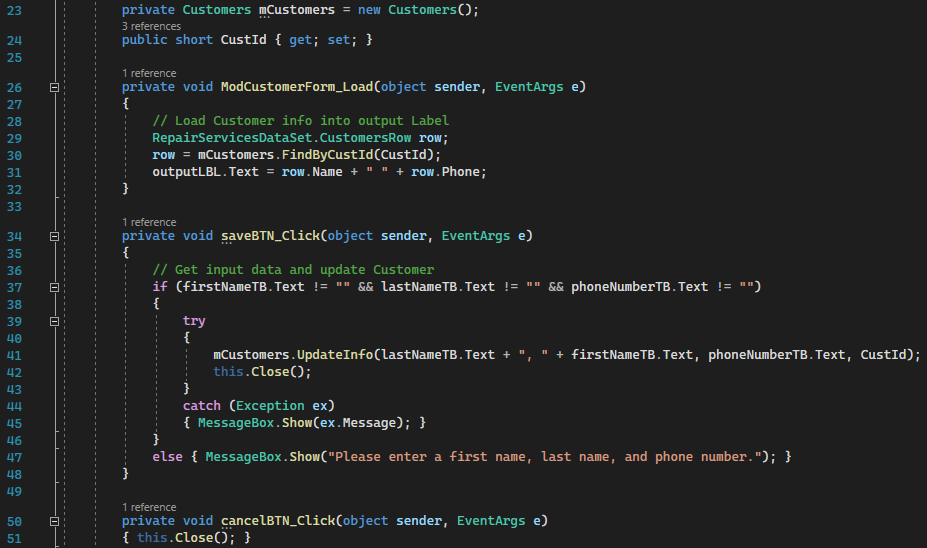 23 private Customers mCustomers = new Customers();
3 references
24 public short CustId { get; set; }
25
1 reference
26 private void ModCustomerForm_Load(object sender, EventArgs e)
27 {
28 // Load Customer info into output Label
29 RepairServicesDataSet.CustomersRow row;
30 row = mCustomers.FindByCustId(CustId);
31 outputLBL.Text = row.Name + " " + row.Phone;
32 }
33
1 reference
34 private void saveBTN_Click(object sender, EventArgs e)
35 {
36 // Get input data and update Customer
37 if (firstNameTB.Text != "" && lastNameTB.Text != "" && phoneNumberTB.Text != "")
38 {
39 try
40 {
41 mCustomers.UpdateInfo(lastNameTB.Text + ", " + firstNameTB.Text, phoneNumberTB.Text, CustId);
42 this.Close();
43 }
44 catch (Exception ex)
45 { MessageBox.Show(ex.Message); }
46 }
47 else { MessageBox.Show("Please enter a first name, last name, and phone number."); }
48 }
49
1 reference
50 private void cancelBTN_Click(object sender, EventArgs e)
51 { this.Close(); }